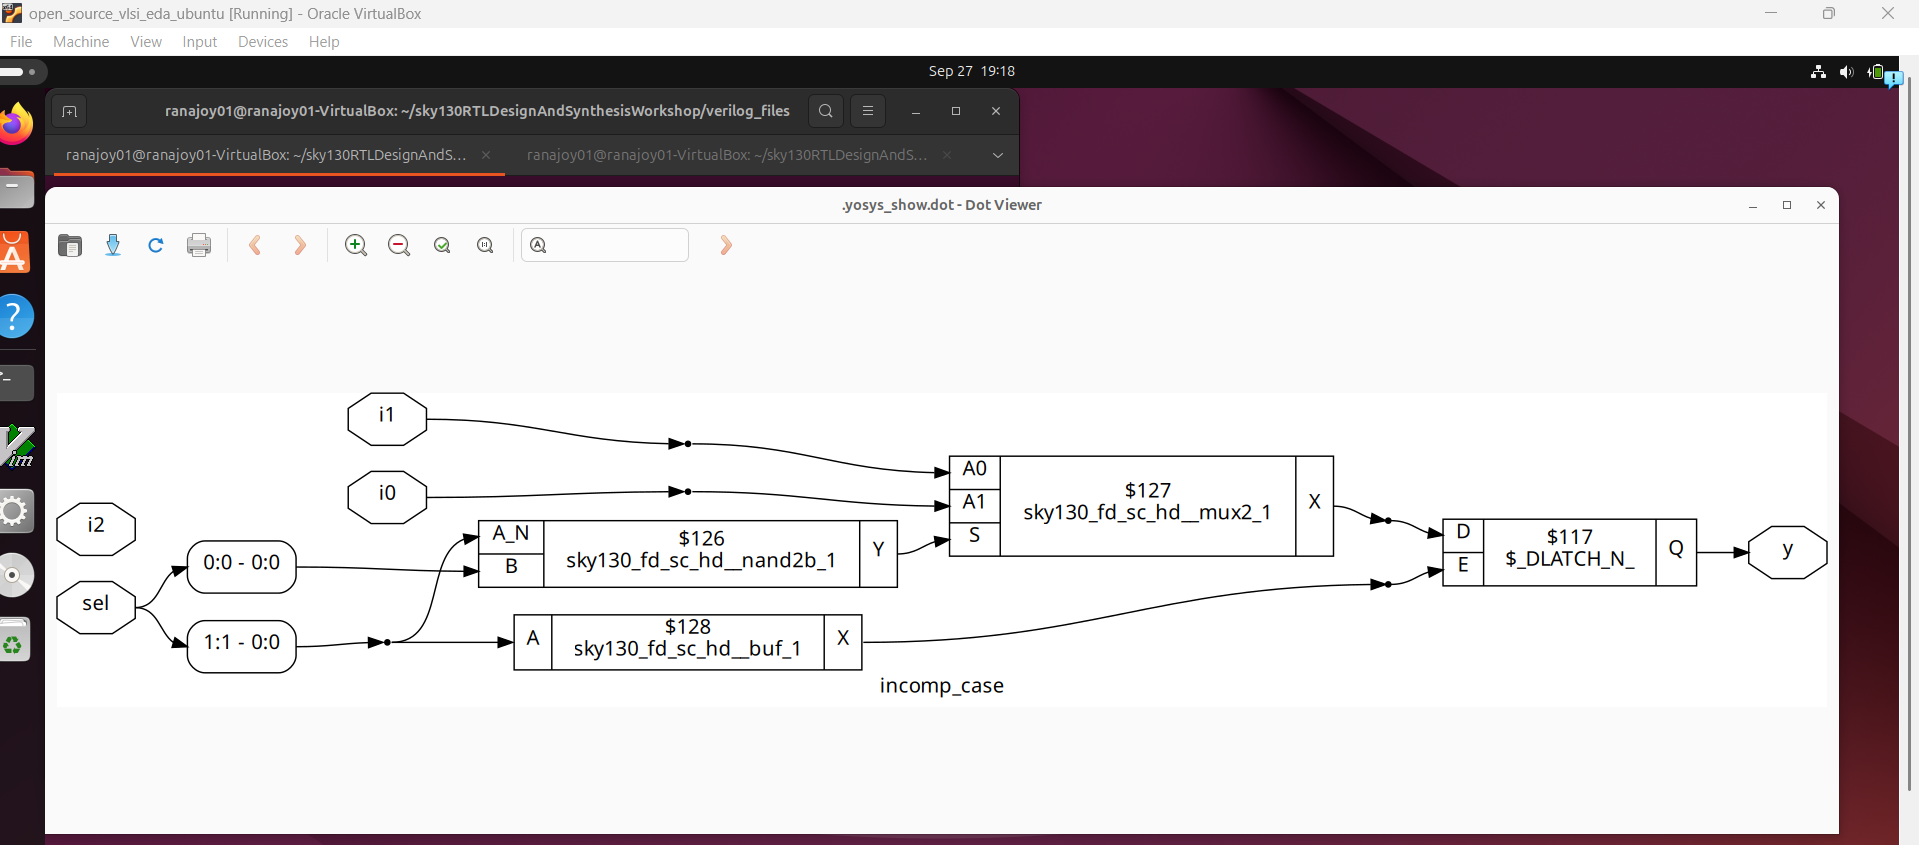 open_source_vlsi_eda_ubuntu [Running] - Oracle VirtualBox
File Machine View Input Devices Help
Sep 27 19:18
ranajoy01@ranajoy01-VirtualBox: ~/sky130RTLDesignAndSynthesisWorkshop/verilog_files
ranajoy01@ranajoy01-VirtualBox: ~/sky130RTLDesignAndS...
ranajoy01@ranajoy01-VirtualBox: ~/sky130RTLDesignAndS...
.yosys_show.dot - Dot Viewer
i1
i0
i2
sel
0:0 - 0:0
1:1 - 0:0
A_N
B
$126
sky130_fd_sc_hd__nand2b_1
Y
A
$128
sky130_fd_sc_hd__buf_1
X
A0
A1
S
$127
sky130_fd_sc_hd__mux2_1
X
D
E
$117
$_DLATCH_N_
Q
y
incomp_case